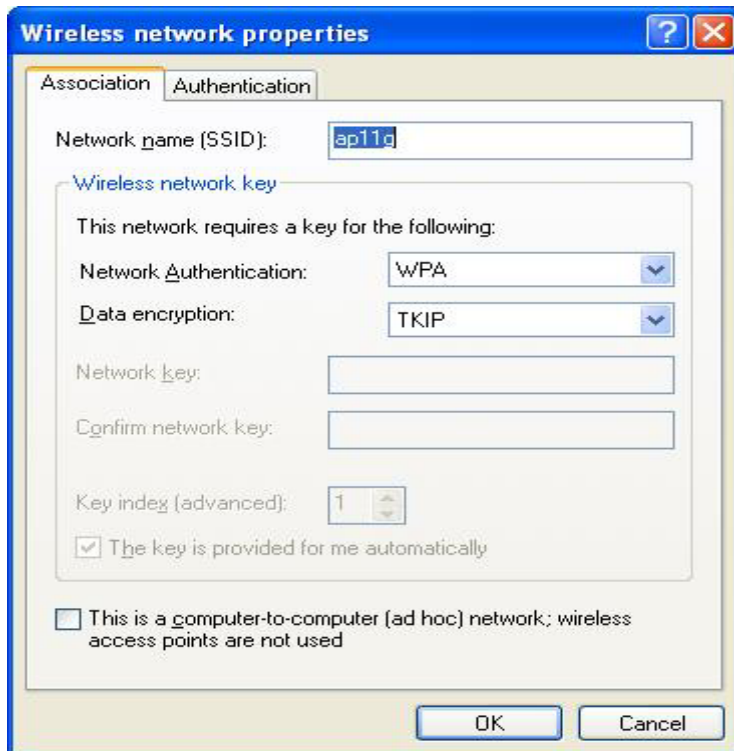 Wireless network properties
Association Authentication
Network name (SSID): ap11g
Wireless network key
This network requires a key for the following:
Network Authentication: WPA
Data encryption: TKIP
Network key:
Confirm network key:
Key index (advanced): 1
The key is provided for me automatically
This is a computer-to-computer (ad hoc) network; wireless
access points are not used
OK Cancel